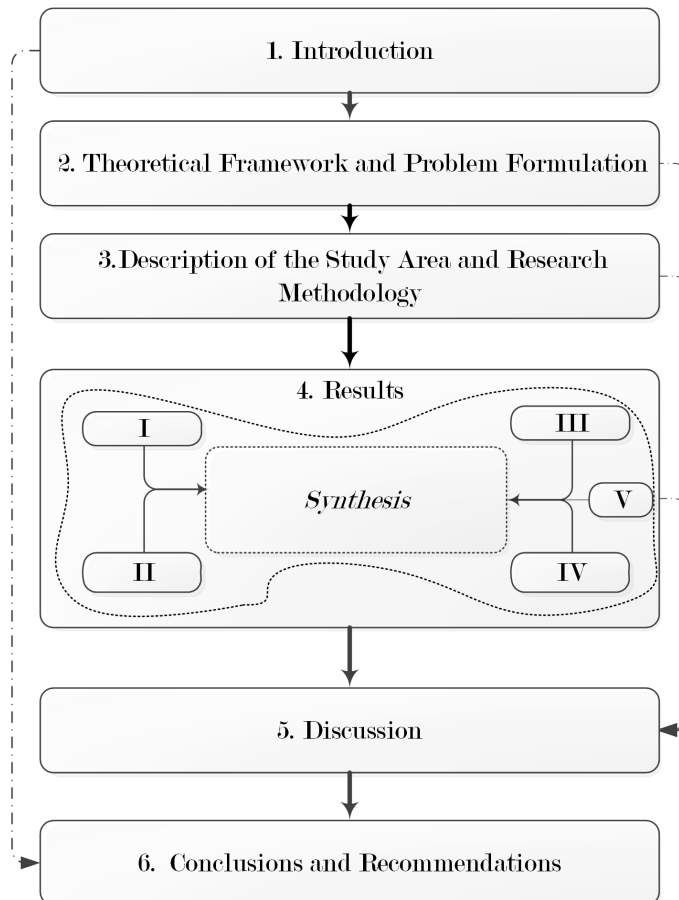 1. Introduction
2. Theoretical Framework and Problem Formulation
3.Description of the Study Area and Research
Methodology
4. Results
I
III
Synthesis
V
II
IV
5. Discussion
6. Conclusions and Recommendations